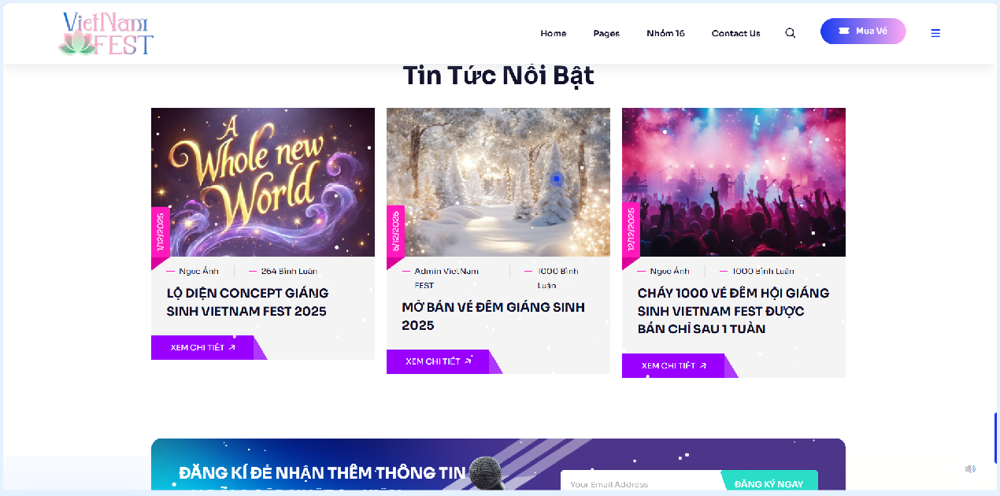 VietNam
FEST
Home
Pages
Nhóm 16
Contact Us
Mua Vé
Tin Tức Nổi Bật
A
Whole new
World
1/12/2025
Ngọc Ánh
264 Bình Luận
LỘ DIỆN CONCEPT GIÁNG
SINH VIETNAM FEST 2025
XEM CHI TIẾT
5/12/2025
Admin VietNam
FEST
1000 Bình
Luận
MỞ BÁN VÉ ĐÊM GIÁNG SINH
2025
XEM CHI TIẾT
12/12/2025
Ngọc Ánh
1000 Bình Luận
CHÁY 1000 VÉ ĐÊM HỘI GIÁNG
SINH VIETNAM FEST ĐƯỢC
BÁN CHỈ SAU 1 TUẦN
XEM CHI TIẾT
ĐĂNG KÍ ĐỂ NHẬN THÊM THÔNG TIN
Your Email Address
ĐĂNG KÝ NGAY